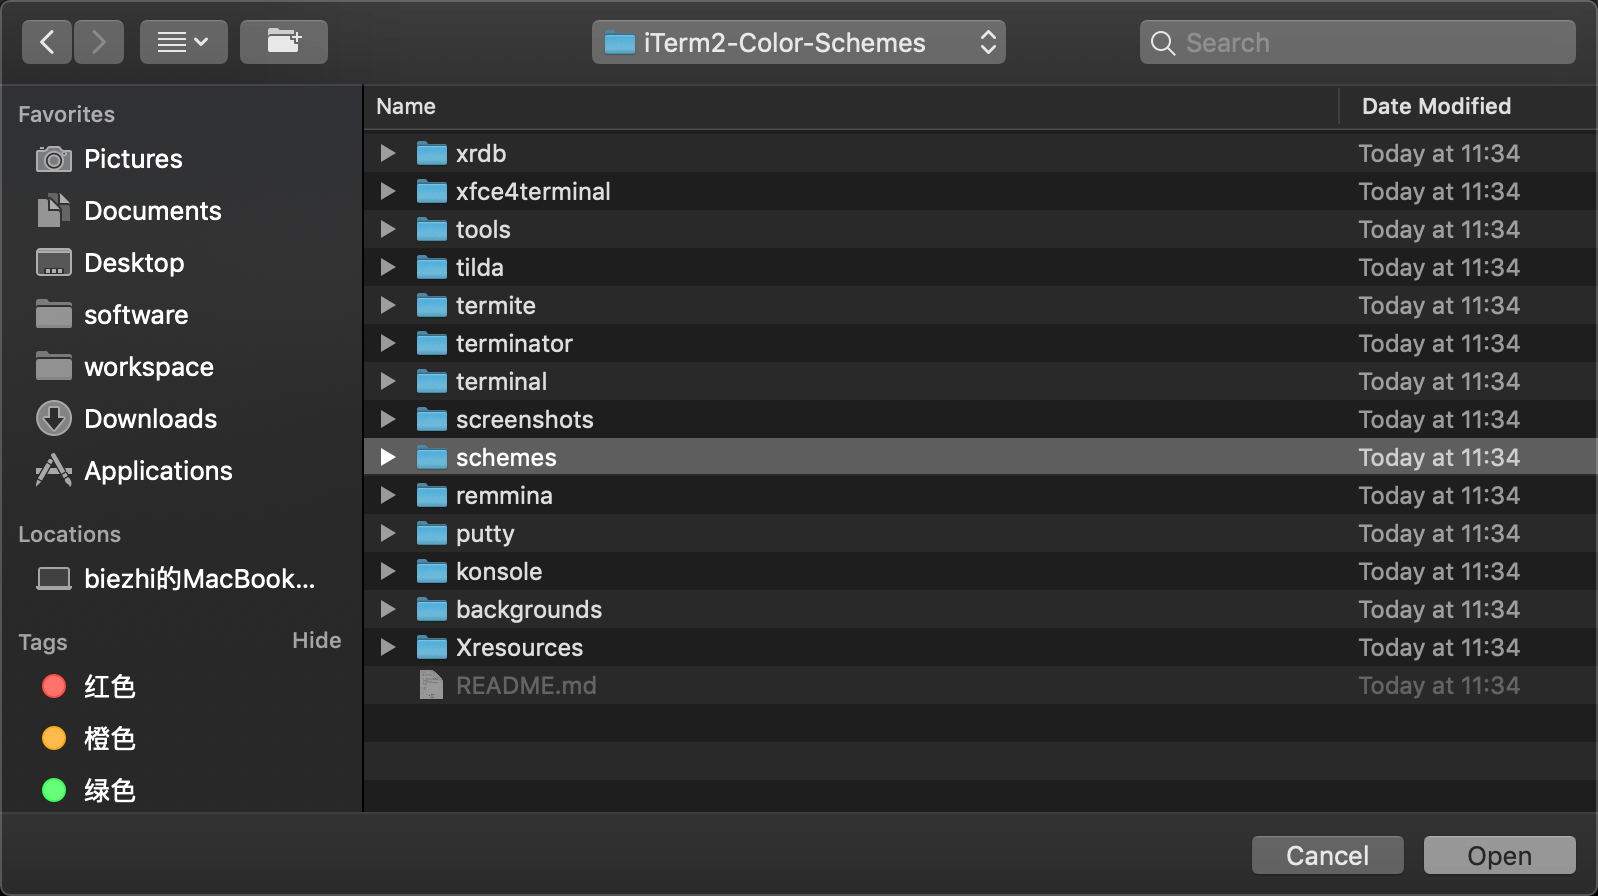 iTerm2-Color-Schemes
Search
Favorites
Pictures
Documents
Desktop
software
workspace
Downloads
Applications
Locations
biezhi的MacBook...
Tags Hide
红色
橙色
绿色
Name Date Modified
xrdb Today at 11:34
xfce4terminal Today at 11:34
tools Today at 11:34
tilda Today at 11:34
termite Today at 11:34
terminator Today at 11:34
terminal Today at 11:34
screenshots Today at 11:34
schemes Today at 11:34
remmina Today at 11:34
putty Today at 11:34
konsole Today at 11:34
backgrounds Today at 11:34
Xresources Today at 11:34
README.md Today at 11:34
Cancel Open